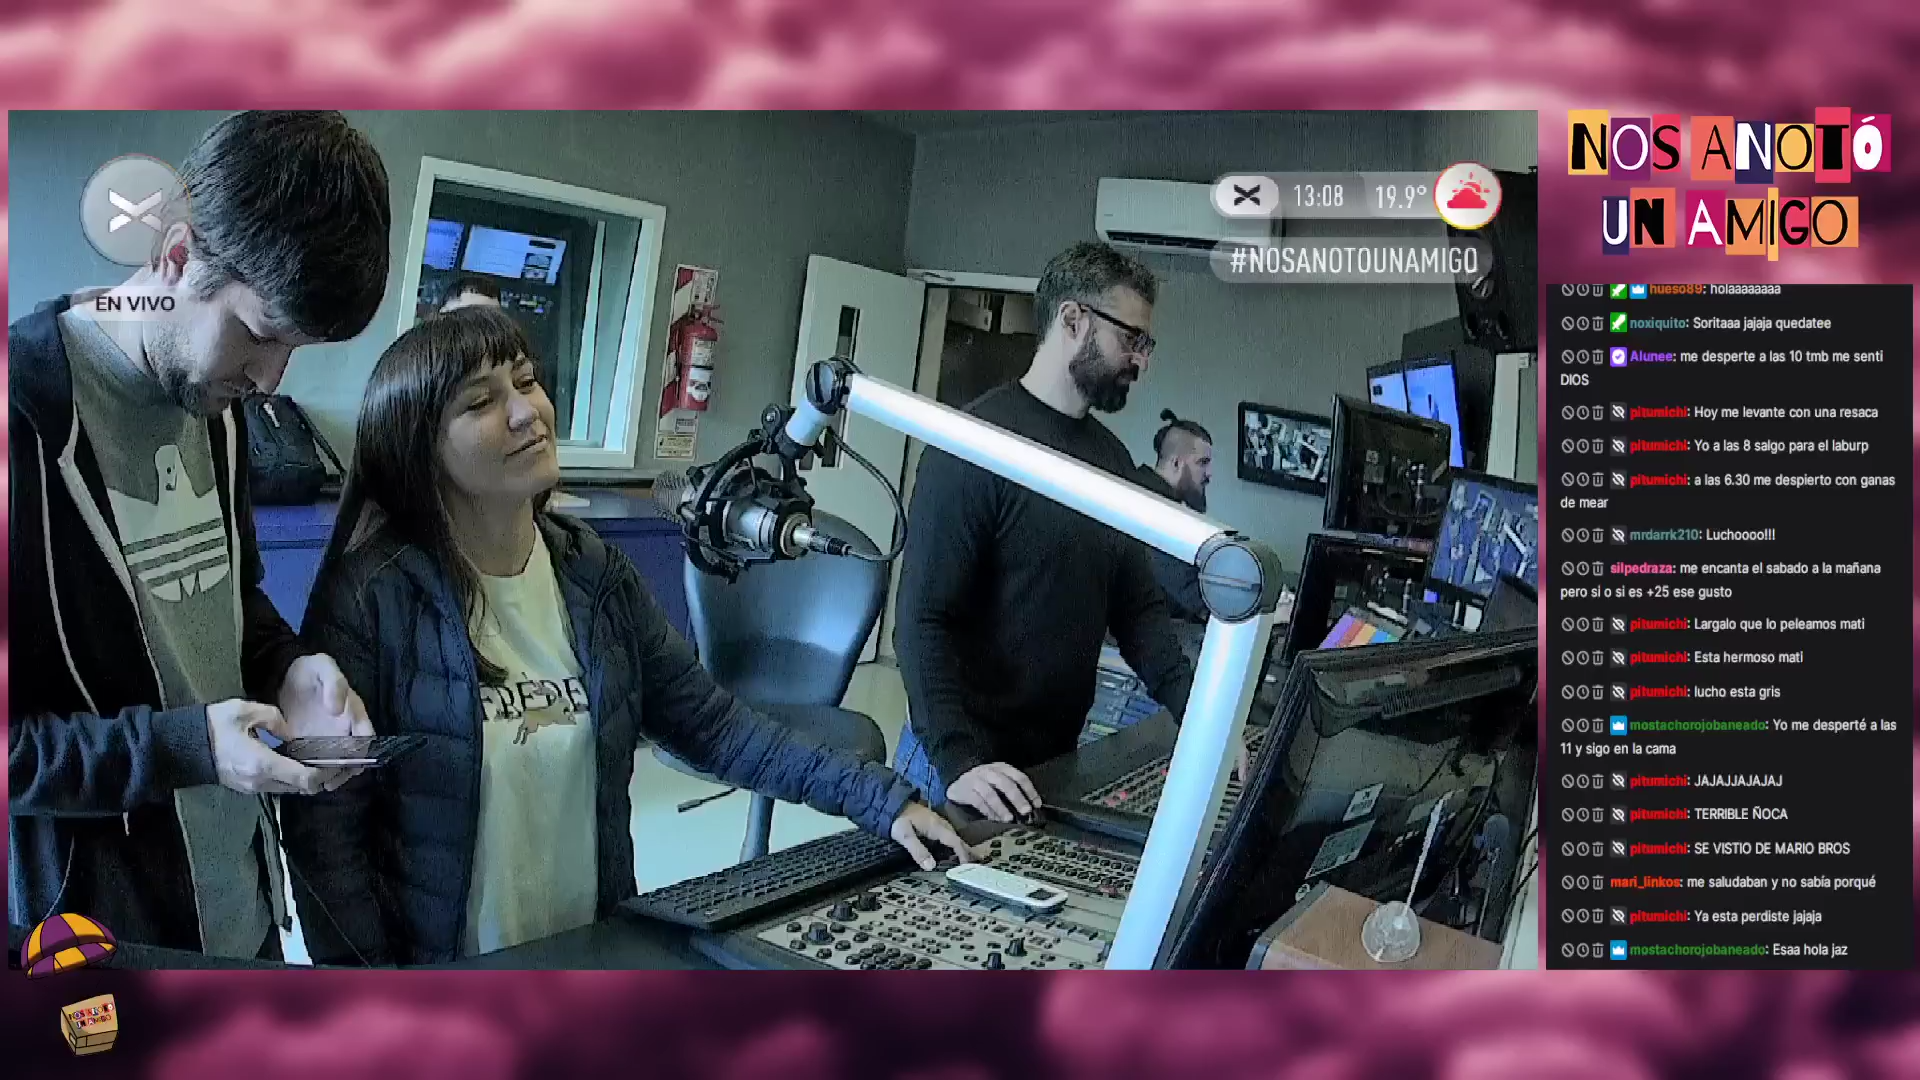 EN VIVO
13:08 19.9°
#NOSANOTOUNAMIGO
FREDE
NOS ANOTÓ
UN AMIGO
hueso89: holaaaaaaaa
noxiquito: Soritaaa jajaja quedatee
Alunee: me desperte a las 10 tmb me senti
DIOS
pitumichi: Hoy me levante con una resaca
pitumichi: Yo a las 8 salgo para el laburp
pitumichi: a las 6.30 me despierto con ganas
de mear
mrdarrk210: Luchoooo!!!
silpedraza: me encanta el sabado a la mañana
pero si o si es +25 ese gusto
pitumichi: Largalo que lo peleamos mati
pitumichi: Esta hermoso mati
pitumichi: lucho esta gris
mostachorojobaneado: Yo me desperté a las
11 y sigo en la cama
pitumichi: JAJAJJAJAJAJ
pitumichi: TERRIBLE ÑOCA
pitumichi: SE VISTIO DE MARIO BROS
mari_linkos: me saludaban y no sabía porqué
pitumichi: Ya esta perdiste jajaja
mostachorojobaneado: Esaa hola jaz
NOS ANOTÓ
UN AMIGO